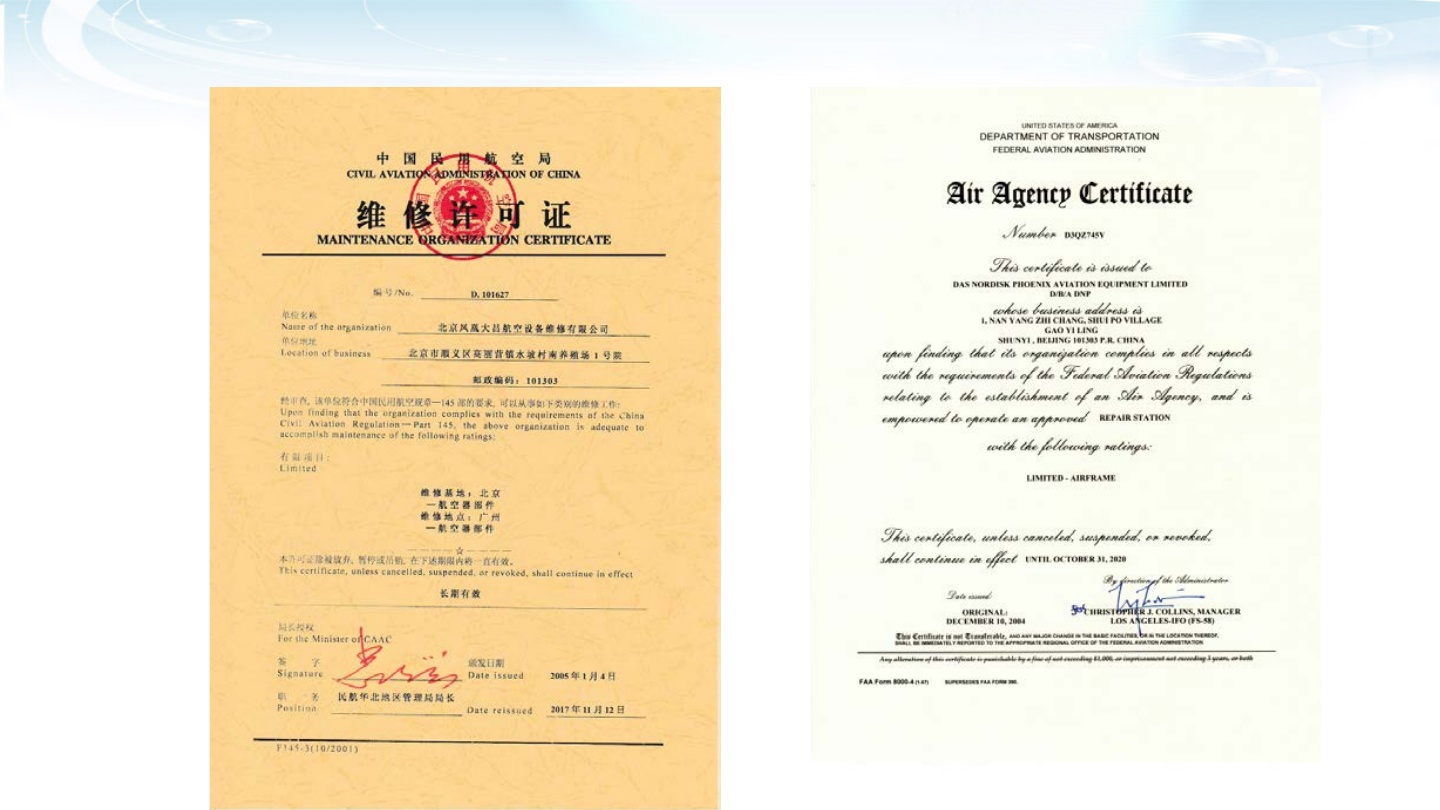 中国民用航空局
CIVIL AVIATION ADMINISTRATION OF CHINA
维修许可证
MAINTENANCE ORGANIZATION CERTIFICATE
编号/No. D.101627
单位名称
Name of the organization 北京凤凰大昌航空设备维修有限公司
单位地址
Location of business 北京市顺义区高丽营镇水坡村南养殖场1号院
邮政编码：101303
经审查，该单位符合中国民用航空规章—145部的要求，可以从事如下类别的维修工作：
Upon finding that the organization complies with the requirements of the China
Civil Aviation Regulation—Part 145, the above organization is adequate to
accomplish maintenance of the following ratings:
有限项目：
Limited
维修基地：北京
—航空器部件
维修地点：广州
—航空器部件
☆
本许可证除被放弃，暂停或吊销，在下述期限内将一直有效。
This certificate, unless cancelled, suspended, or revoked, shall continue in effect
长期有效
局长授权
For the Minister of CAAC
签字
Signature
颁发日期
Date issued 2005年1月4日
职务
Position 民航华北地区管理局局长
Date reissued 2017年11月12日
F145-3(10/2001)
UNITED STATES OF AMERICA
DEPARTMENT OF TRANSPORTATION
FEDERAL AVIATION ADMINISTRATION
Air Agency Certificate
Number D3QZ745Y
This certificate is issued to
DAS NORDISK PHOENIX AVIATION EQUIPMENT LIMITED
D/B/A DNP
whose business address is
1, NAN YANG ZHI CHANG, SHUI PO VILLAGE
GAO YI LING
SHUNYI , BEIJING 101303 P.R. CHINA
upon finding that its organization complies in all respects
with the requirements of the Federal Aviation Regulations
relating to the establishment of an Air Agency, and is
empowered to operate an approved REPAIR STATION
with the following ratings:
LIMITED - AIRFRAME
This certificate, unless canceled, suspended, or revoked,
shall continue in effect UNTIL OCTOBER 31, 2020
By direction of the Administrator
Date issued:
ORIGINAL:
DECEMBER 10, 2004
CHRISTOPHER J. COLLINS, MANAGER
LOS ANGELES-IFO (FS-58)
This Certificate is not Transferable, AND ANY MAJOR CHANGE IN THE BASIC FACILITIES, OR IN THE LOCATION THEREOF,
SHALL BE IMMEDIATELY REPORTED TO THE APPROPRIATE REGIONAL OFFICE OF THE FEDERAL AVIATION ADMINISTRATION
Any alteration of this certificate is punishable by a fine of not exceeding $1,000, or imprisonment not exceeding 3 years, or both
FAA Form 8000-4 (1-67) SUPERSEDES FAA FORM 390.